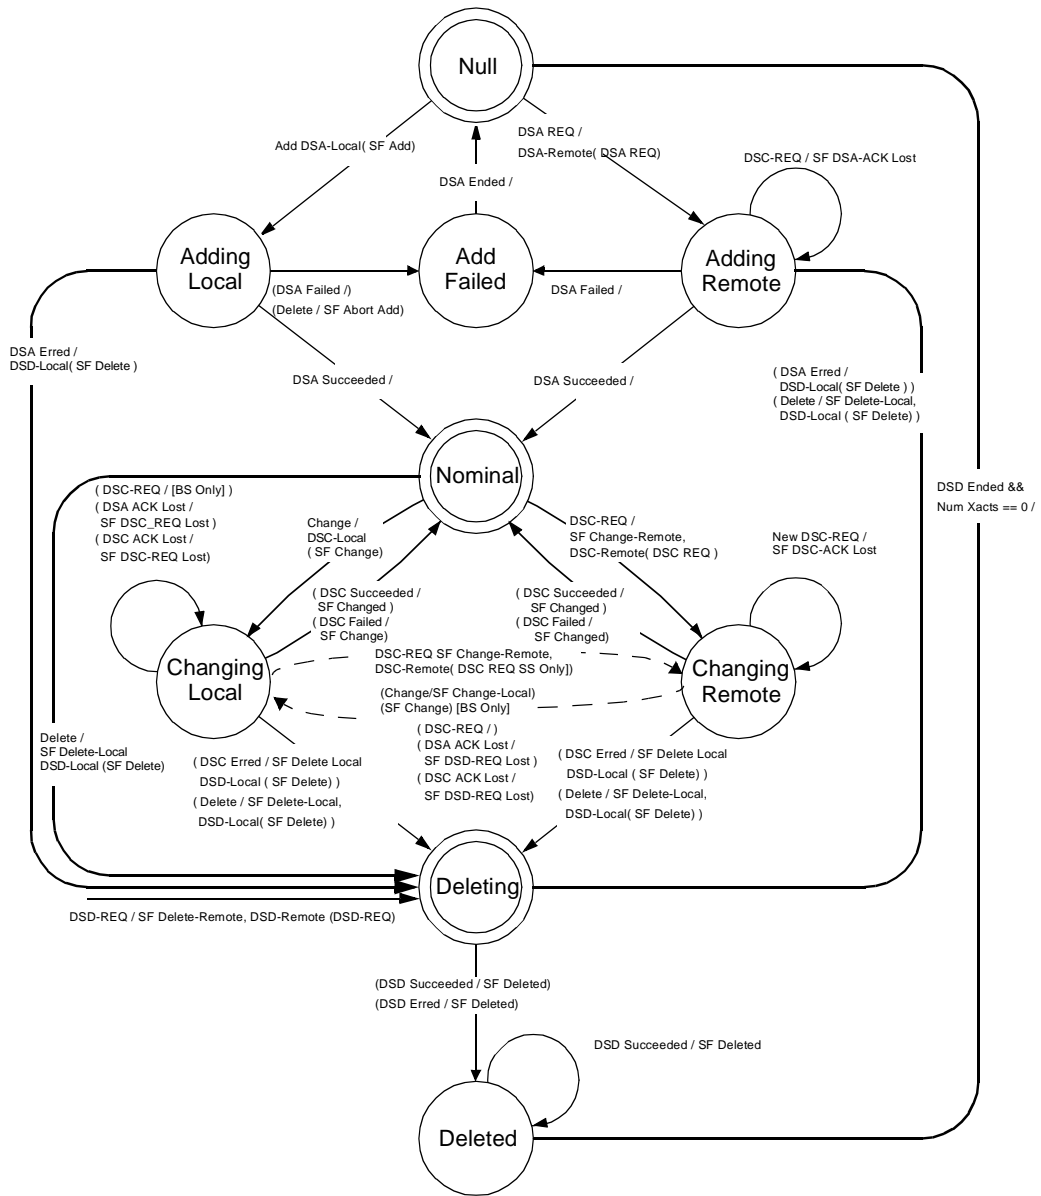 Null
Add DSA-Local( SF Add)
DSA REQ /
DSA-Remote( DSA REQ)
DSC-REQ / SF DSA-ACK Lost
DSA Ended /
Adding
Local
Add
Failed
Adding
Remote
(DSA Failed /)
(Delete / SF Abort Add)
DSA Failed /
DSA Erred /
DSD-Local( SF Delete )
DSA Succeeded /
DSA Succeeded /
( DSA Erred /
DSD-Local( SF Delete ) )
( Delete / SF Delete-Local,
DSD-Local ( SF Delete) )
Nominal
DSD Ended &&
Num Xacts == 0 /
( DSC-REQ / [BS Only] )
( DSA ACK Lost /
SF DSC_REQ Lost )
( DSC ACK Lost /
SF DSC-REQ Lost)
Change /
DSC-Local
( SF Change)
DSC-REQ /
SF Change-Remote,
DSC-Remote( DSC REQ )
New DSC-REQ /
SF DSC-ACK Lost
( DSC Succeeded /
SF Changed )
( DSC Failed /
SF Change)
( DSC Succeeded /
SF Changed )
( DSC Failed /
SF Changed)
Changing
Local
DSC-REQ SF Change-Remote,
DSC-Remote( DSC REQ SS Only])
Changing
Remote
(Change/SF Change-Local)
(SF Change) [BS Only]
Delete /
SF Delete-Local
DSD-Local (SF Delete)
( DSC Erred / SF Delete Local
DSD-Local ( SF Delete) )
( Delete / SF Delete-Local,
DSD-Local( SF Delete) )
( DSC-REQ / )
( DSA ACK Lost /
SF DSD-REQ Lost )
( DSC ACK Lost /
SF DSD-REQ Lost)
( DSC Erred / SF Delete Local
DSD-Local ( SF Delete) )
( Delete / SF Delete-Local,
DSD-Local( SF Delete) )
Deleting
DSD-REQ / SF Delete-Remote, DSD-Remote (DSD-REQ)
(DSD Succeeded / SF Deleted)
(DSD Erred / SF Deleted)
DSD Succeeded / SF Deleted
Deleted